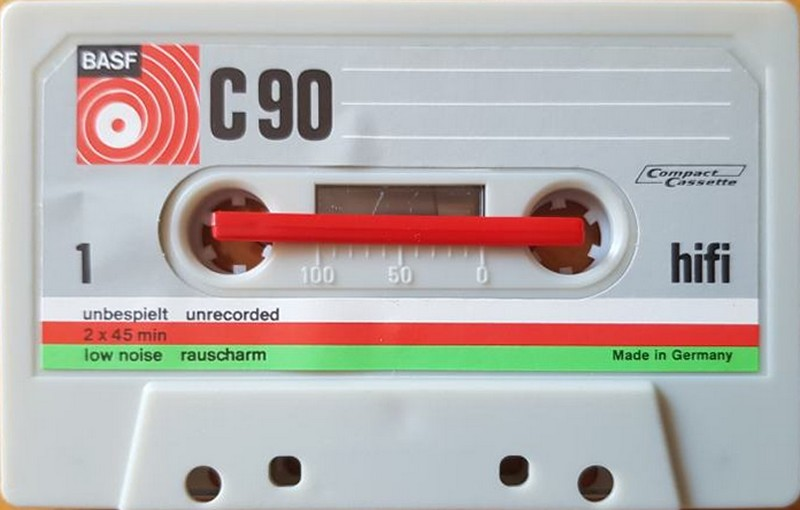 BASF
C 90
Compact
Cassette
1
hifi
100 50 0
unbespielt unrecorded
2 x 45 min
low noise rauscharm
Made in Germany